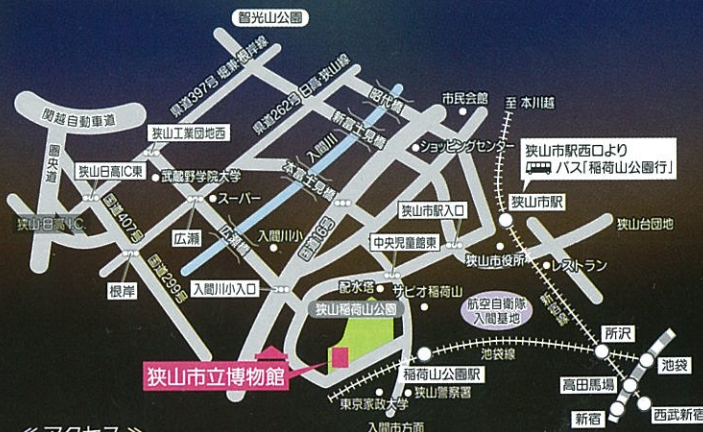 智光山公園
県道397号 堀兼・根岸線
県道262号 日高・狭山線
昭代橋
市民会館
至 本川越
関越自動車道
狭山工業団地西
新富士見橋
入間川
ショッピングセンター
狭山市駅西口より
バス「稲荷山公園行」
圏央道
狭山日高IC東
武蔵野学院大学
本富士見橋
狭山市駅
スーパー
狭山市駅入口
狭山台団地
狭山・日高I.C.
国道407号
広瀬
広瀬橋
入間川小
国道16号
中央児童館東
狭山市役所
レストラン
根岸
国道299号
入間川小入口
配水塔
サピオ稲荷山
航空自衛隊
入間基地
新宿線
狭山稲荷山公園
所沢
池袋線
池袋
狭山市立博物館
稲荷山公園駅
高田馬場
東京家政大学
狭山警察署
新宿
西武新宿
入間市方面
≪アクセス≫